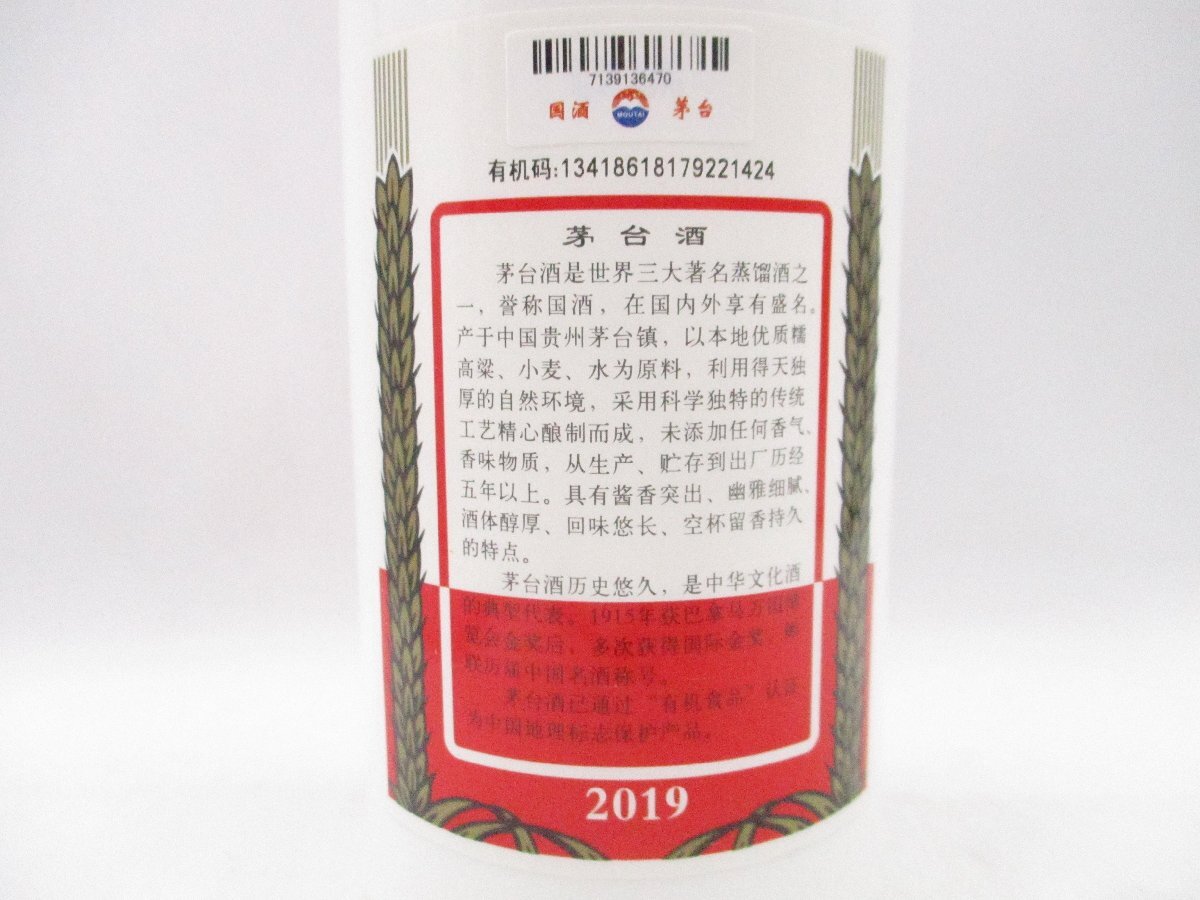 7139136470
国酒 MOUTAI 茅台
有机码:13418618179221424
茅台酒
茅台酒是世界三大著名蒸馏酒之
一，誉称国酒，在国内外享有盛名。
产于中国贵州茅台镇，以本地优质糯
高粱、小麦、水为原料，利用得天独
厚的自然环境，采用科学独特的传统
工艺精心酿制而成，未添加任何香气、
香味物质，从生产、贮存到出厂历经
五年以上。具有酱香突出、幽雅细腻、
酒体醇厚、回味悠长、空杯留香持久
的特点。
茅台酒历史悠久，是中华文化酒
的典型代表。1915年获巴拿马万国博
览会金奖后，多次获得国际金奖，蝉
联历届中国名酒称号。
茅台酒已通过“有机食品”认证，
为中国地理标志保护产品。
2019